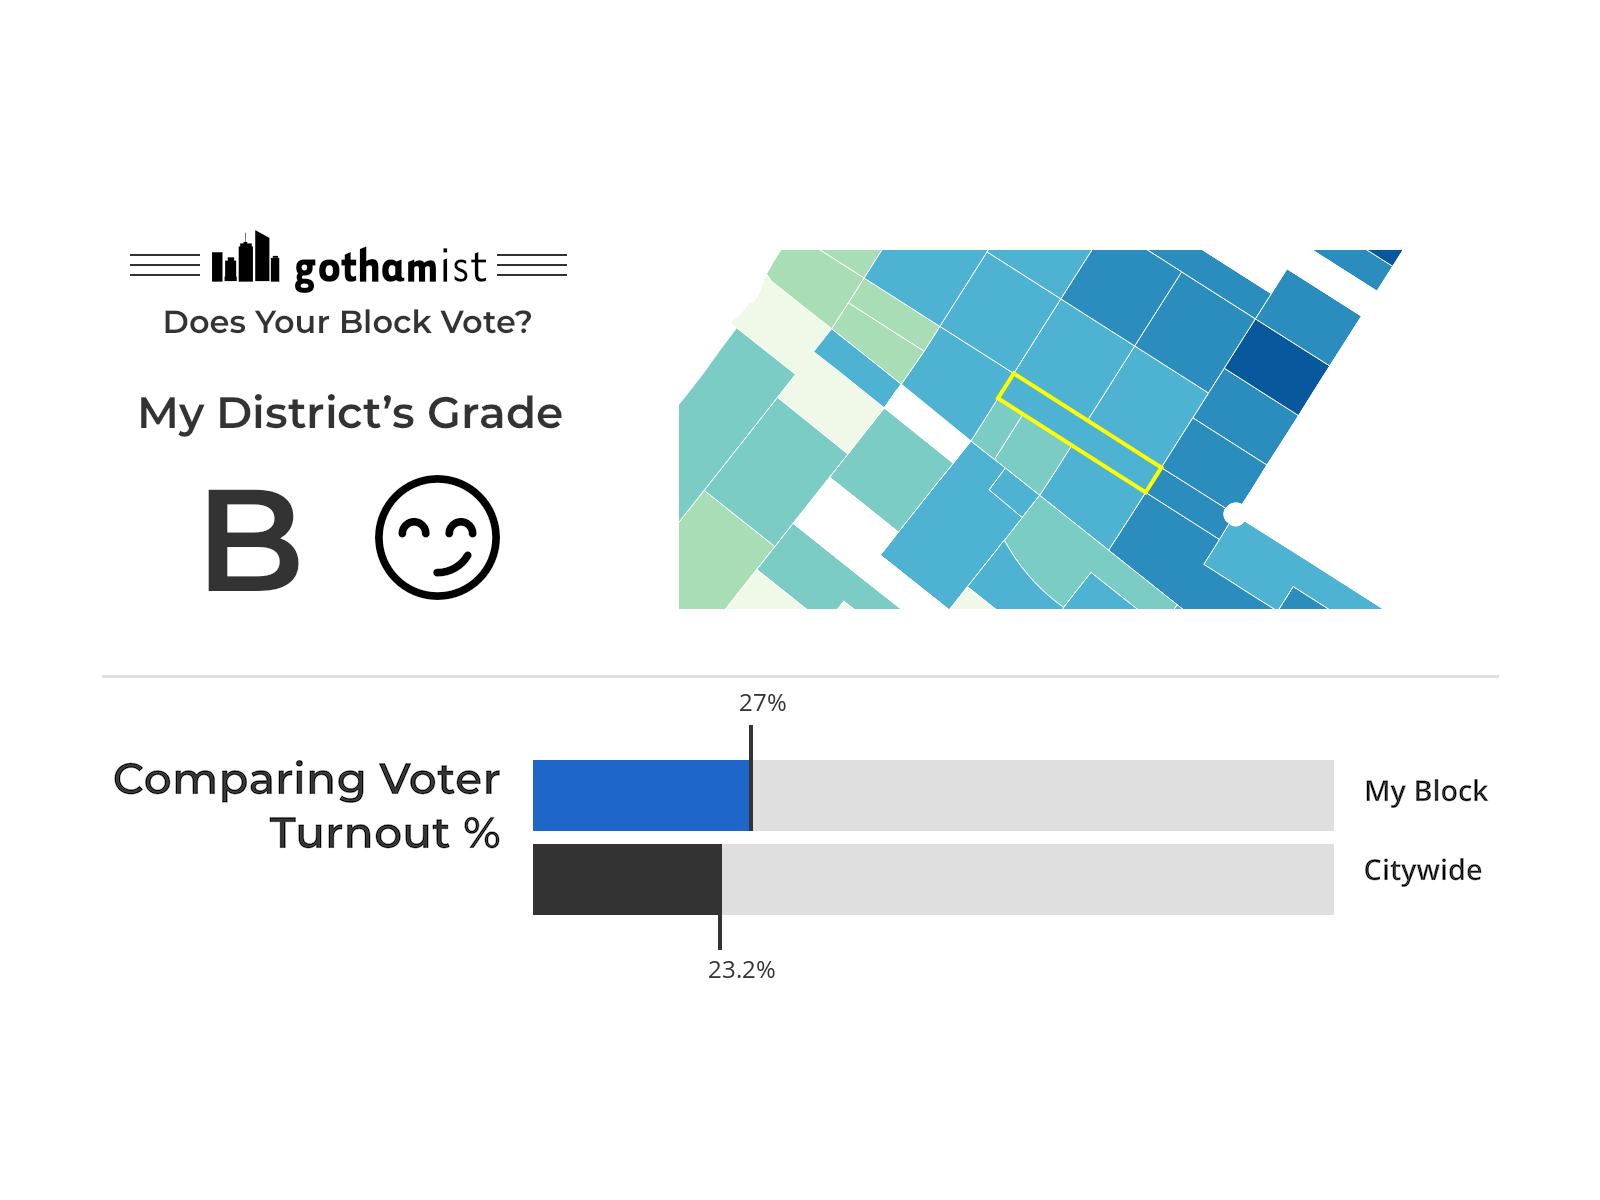 gothamist
Does Your Block Vote?
My District’s Grade
B
27%
Comparing Voter
Turnout %
My Block
Citywide
23.2%